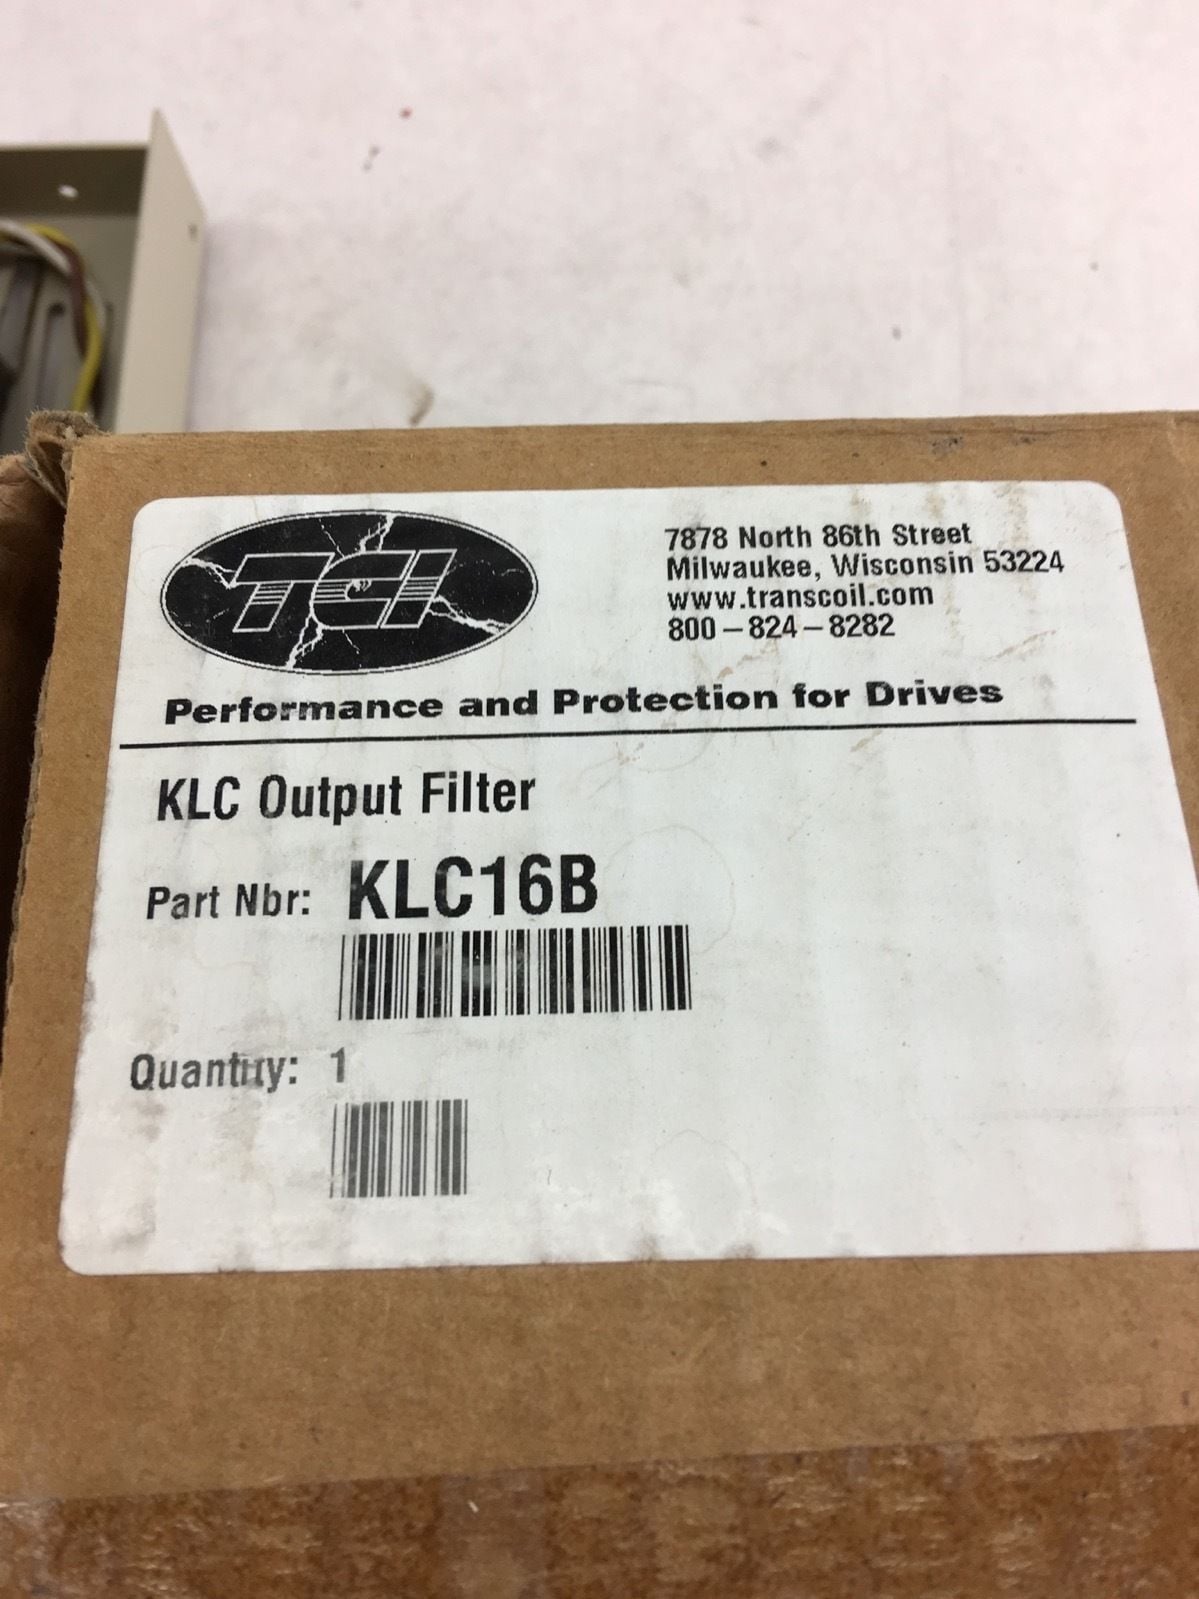 TCI
7878 North 86th Street
Milwaukee, Wisconsin 53224
www.transcoil.com
800-824-8282
Performance and Protection for Drives
KLC Output Filter
Part Nbr: KLC16B
Quantity: 1